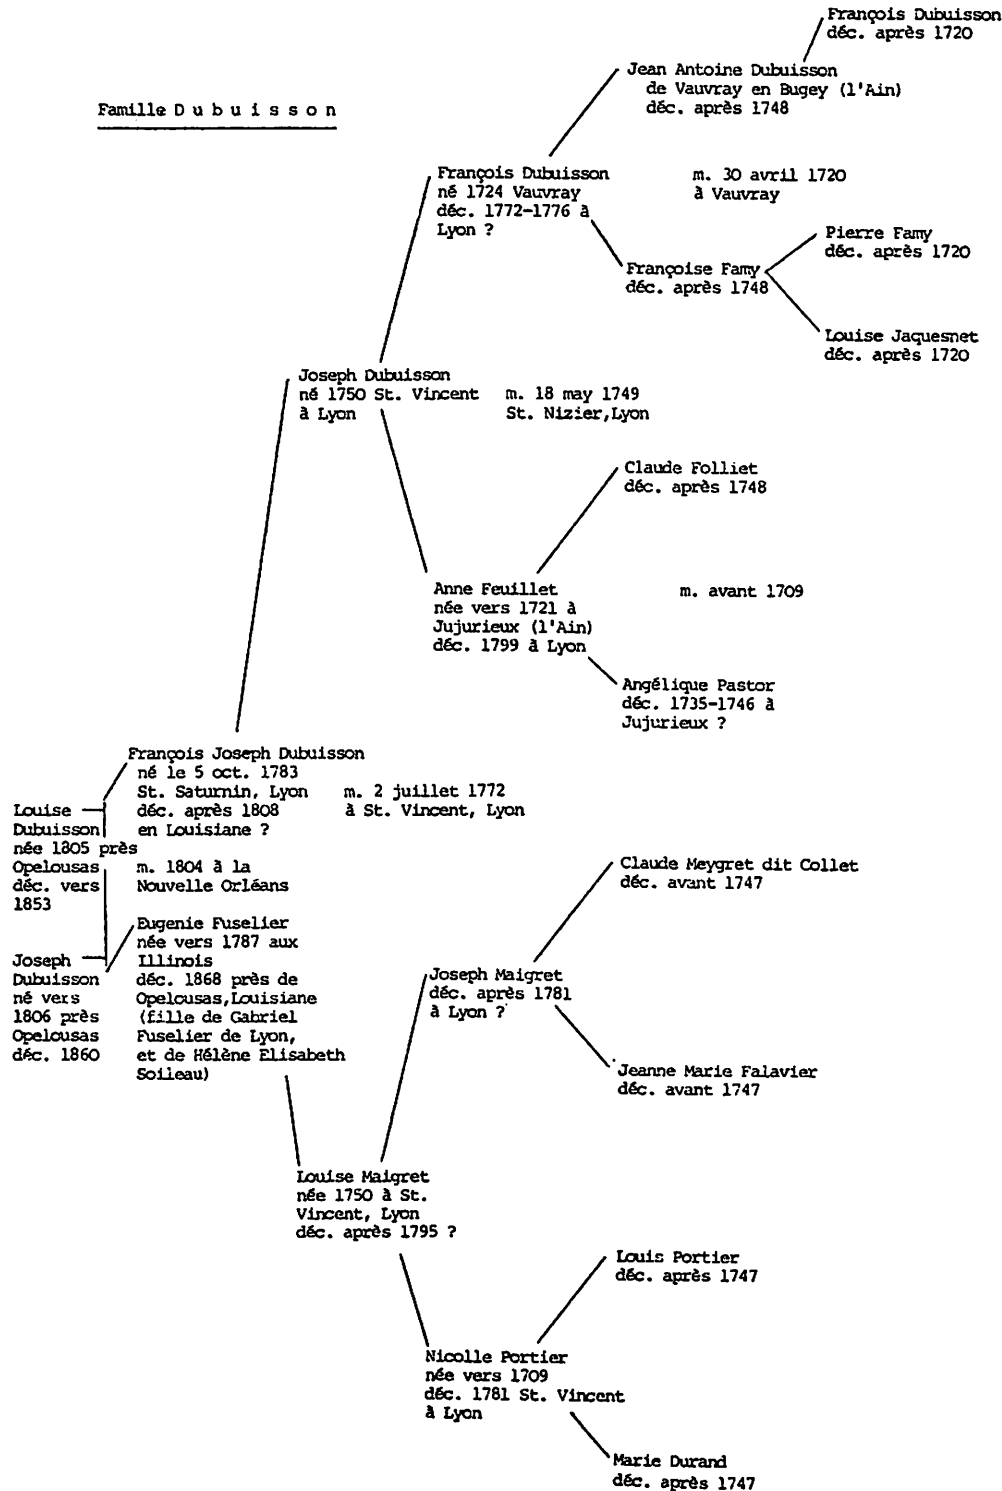 Famille D u b u i s s o n
François Dubuisson
déc. après 1720
Jean Antoine Dubuisson
de Vauvray en Bugey (l'Ain)
déc. après 1748
François Dubuisson
né 1724 Vauvray
déc. 1772-1776 à
Lyon ?
m. 30 avril 1720
à Vauvray
Pierre Famy
déc. après 1720
Françoise Famy
déc. après 1748
Louise Jaquesnet
déc. après 1720
Joseph Dubuisson
né 1750 St. Vincent
à Lyon
m. 18 may 1749
St. Nizier,Lyon
Claude Folliet
déc. après 1748
Anne Feuillet
née vers 1721 à
Jujurieux (l'Ain)
déc. 1799 à Lyon
m. avant 1709
Angélique Pastor
déc. 1735-1746 à
Jujurieux ?
François Joseph Dubuisson
né le 5 oct. 1783
St. Saturnin, Lyon
déc. après 1808
en Louisiane ?
m. 2 juillet 1772
à St. Vincent, Lyon
Louise
Dubuisson
née 1805 près
Opelousas
déc. vers
1853
m. 1804 à la
Nouvelle Orléans
Eugenie Fuselier
née vers 1787 aux
Illinois
déc. 1868 près de
Opelousas,Louisiane
(fille de Gabriel
Fuselier de Lyon,
et de Hélène Elisabeth
Soileau)
Joseph
Dubuisson
né vers
1806 près
Opelousas
déc. 1860
Claude Meygret dit Collet
déc. avant 1747
Joseph Maigret
déc. après 1781
à Lyon ?
Jeanne Marie Falavier
déc. avant 1747
Louise Maigret
née 1750 à St.
Vincent, Lyon
déc. après 1795 ?
Louis Portier
déc. après 1747
Nicolle Portier
née vers 1709
déc. 1781 St. Vincent
à Lyon
Marie Durand
déc. après 1747